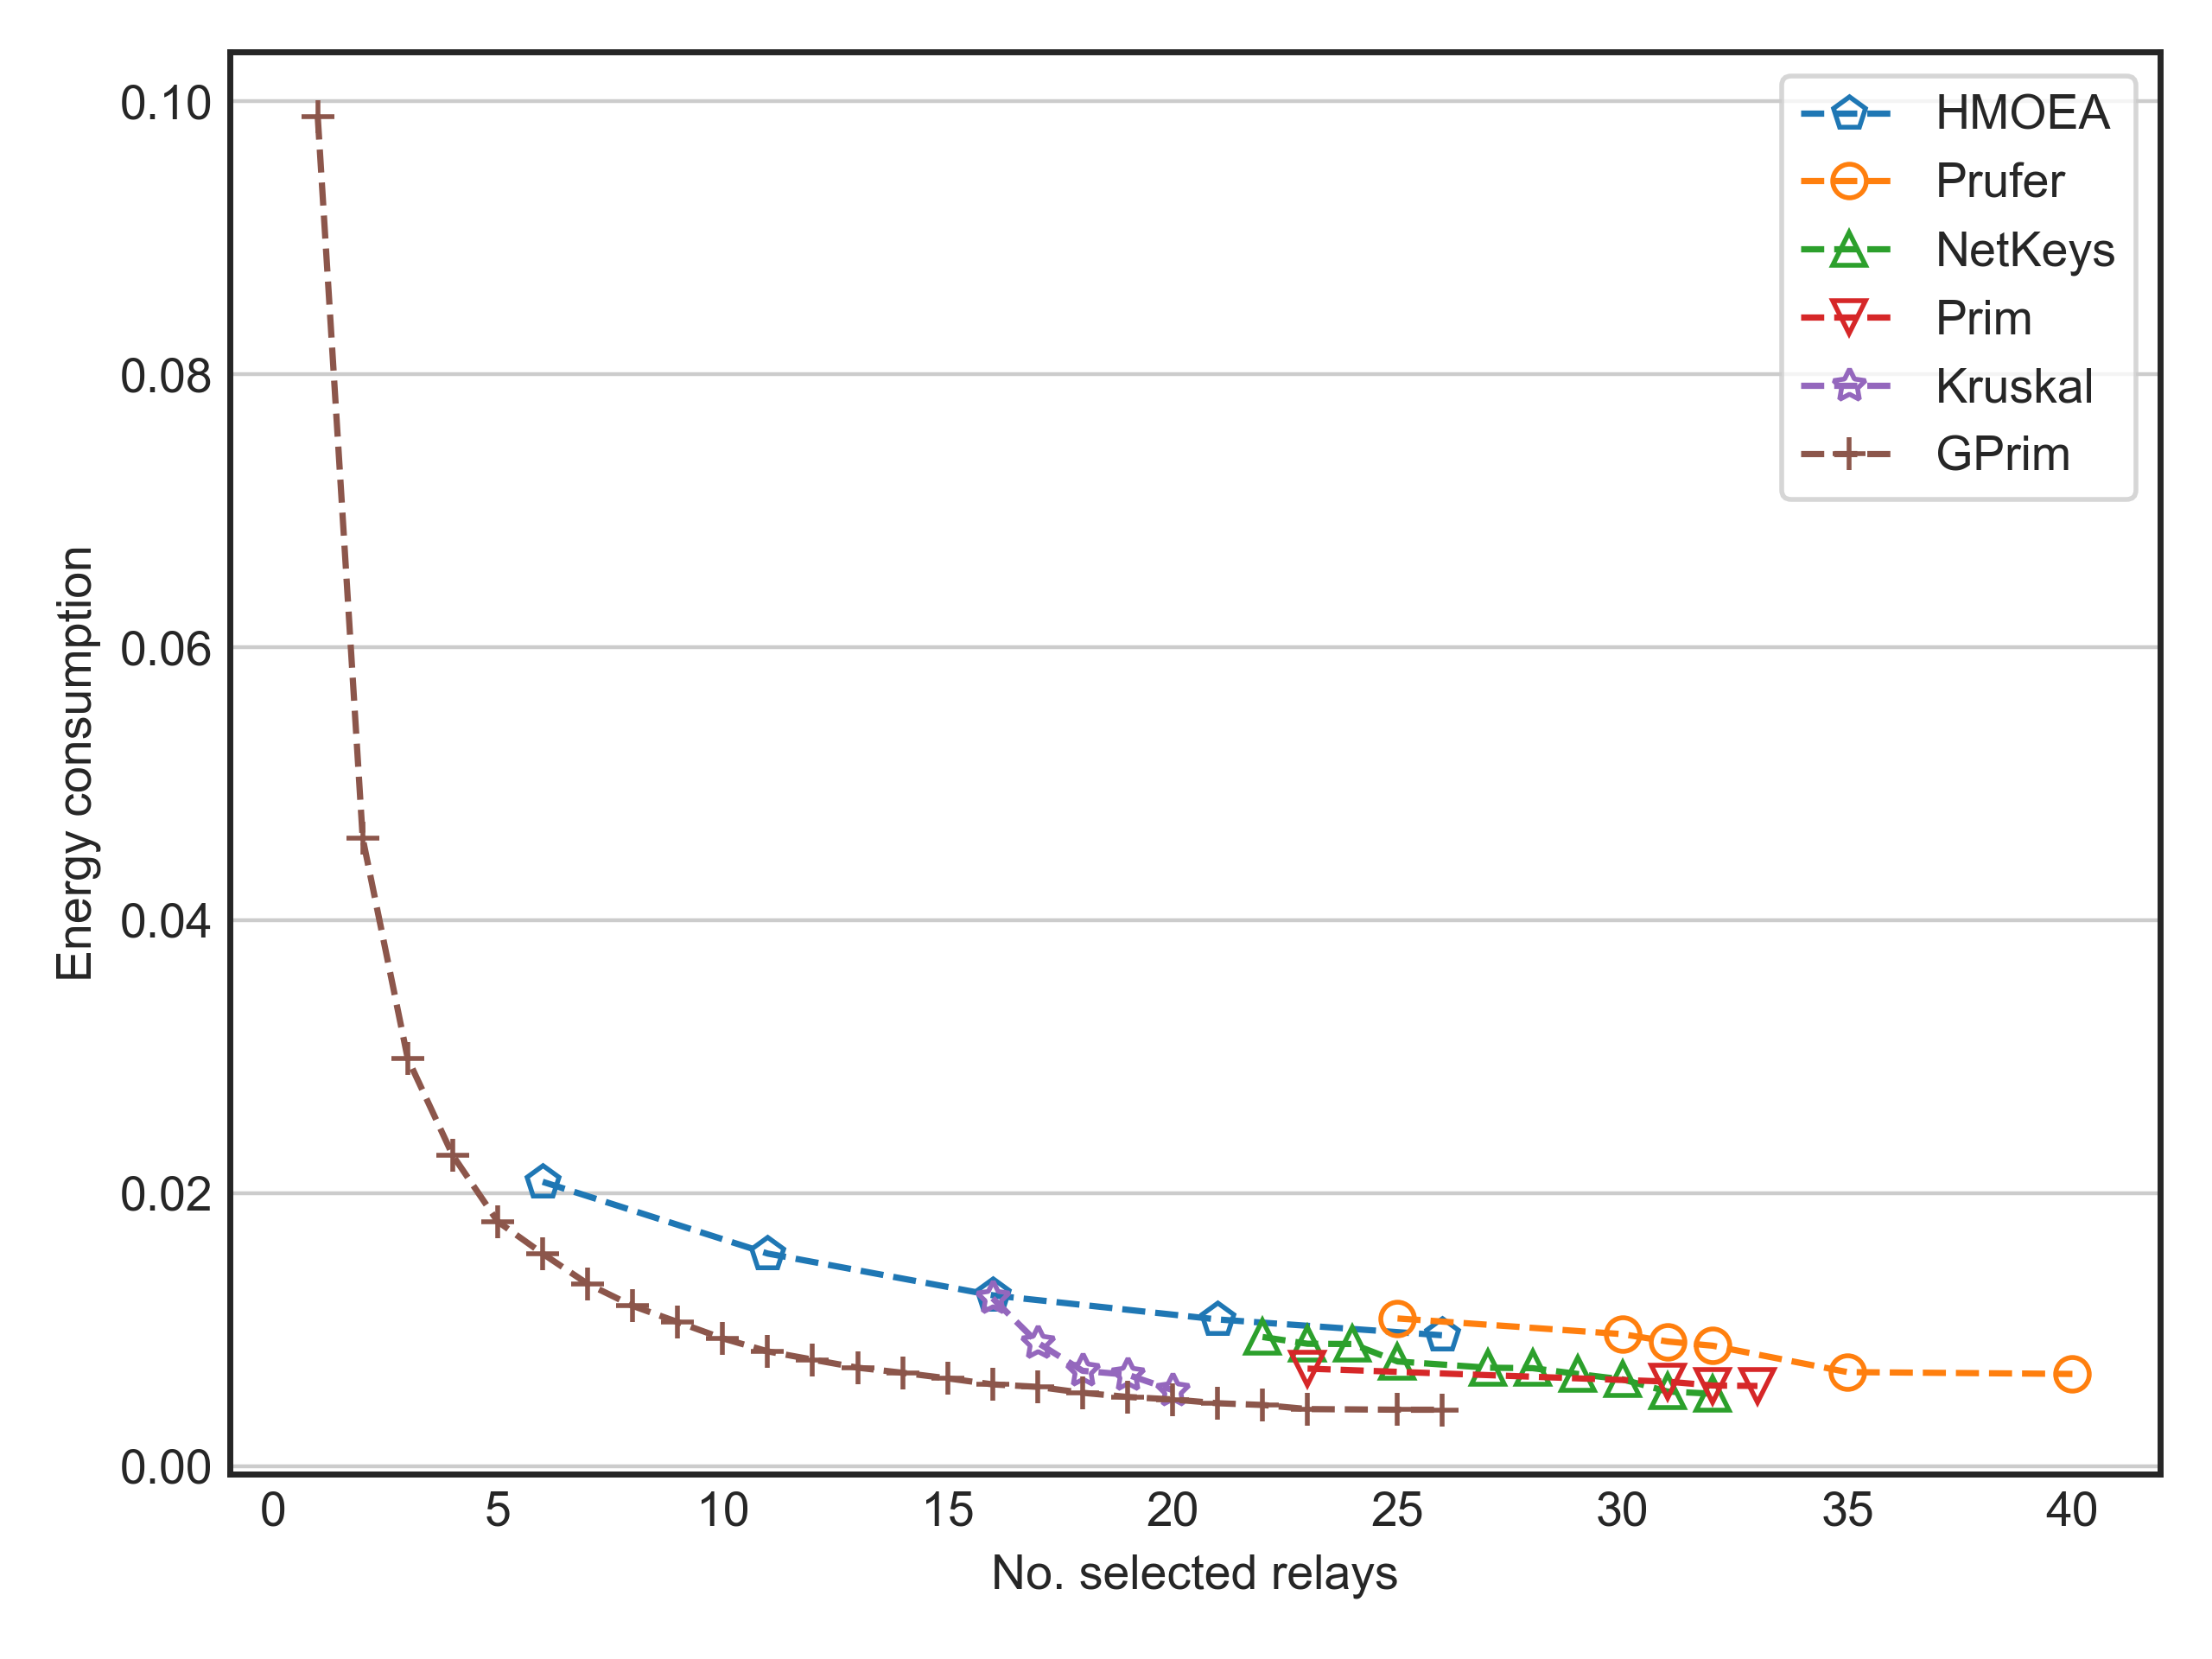 HMOEA
Prufer
NetKeys
Prim
Kruskal
GPrim
0.10
0.08
0.06
0.04
0.02
0.00
Energy consumption
0 5 10 15 20 25 30 35 40
No. selected relays